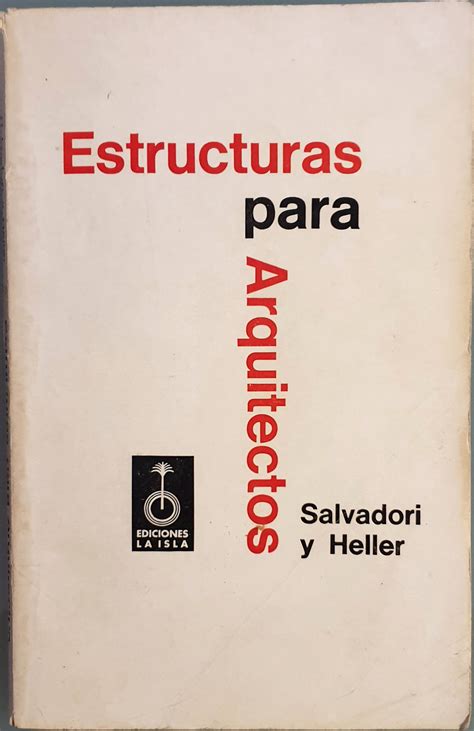 Estructuras
para
Arquitectos
Salvadori
y Heller
EDICIONES
LA ISLA